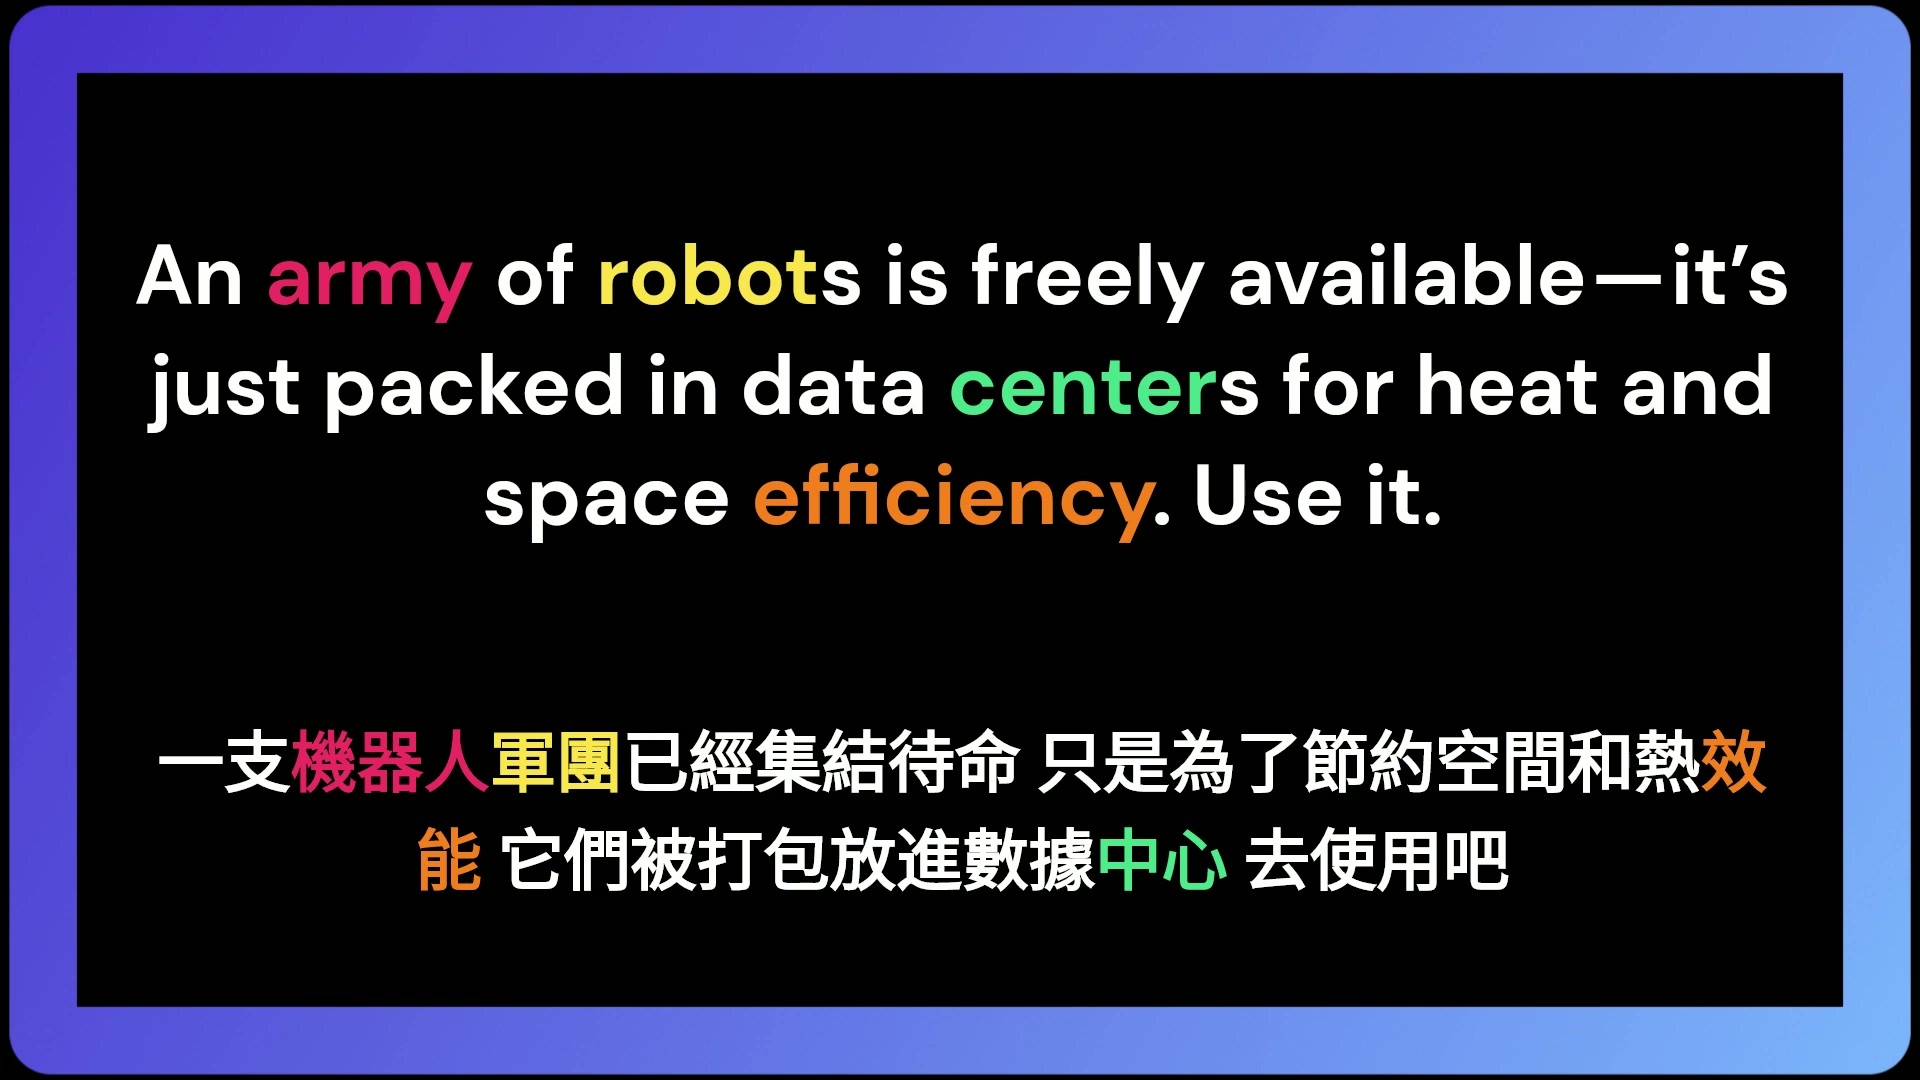 An army of robots is freely available—it’s
just packed in data centers for heat and
space efficiency. Use it.
一支機器人軍團已經集結待命 只是為了節約空間和熱效
能 它們被打包放進數據中心 去使用吧